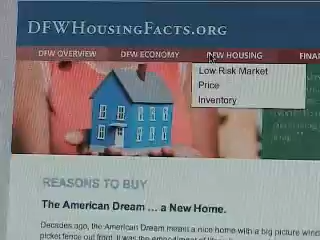 DFWHousingFacts.org
DFW OVERVIEW DFW ECONOMY DFW HOUSING
Low Risk Market
Price
Inventory
REASONS TO BUY
The American Dream ... a New Home.
Decades ago, the American Dream meant a nice home with a big picture
picket fence out front. It was the